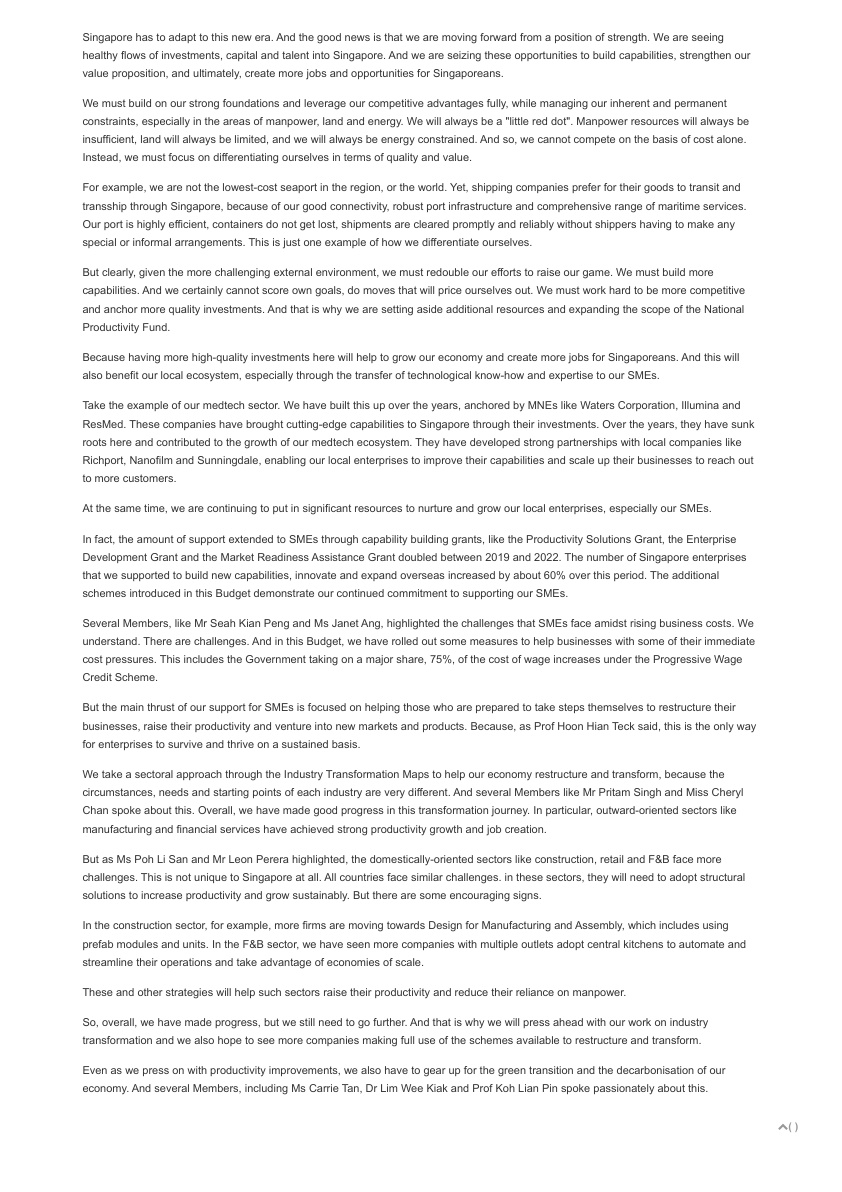 Singapore has to adapt to this new era. And the good news is that we are moving forward from a position of strength. We are seeing
healthy flows of investments, capital and talent into Singapore. And we are seizing these opportunities to build capabilities, strengthen our
value proposition, and ultimately, create more jobs and opportunities for Singaporeans.
We must build on our strong foundations and leverage our competitive advantages fully, while managing our inherent and permanent
constraints, especially in the areas of manpower, land and energy. We will always be a "little red dot". Manpower resources will always be
insufficient, land will always be limited, and we will always be energy constrained. And so, we cannot compete on the basis of cost alone.
Instead, we must focus on differentiating ourselves in terms of quality and value.
For example, we are not the lowest-cost seaport in the region, or the world. Yet, shipping companies prefer for their goods to transit and
transship through Singapore, because of our good connectivity, robust port infrastructure and comprehensive range of maritime services.
Our port is highly efficient, containers do not get lost, shipments are cleared promptly and reliably without shippers having to make any
special or informal arrangements. This is just one example of how we differentiate ourselves.
But clearly, given the more challenging external environment, we must redouble our efforts to raise our game. We must build more
capabilities. And we certainly cannot score own goals, do moves that will price ourselves out. We must work hard to be more competitive
and anchor more quality investments. And that is why we are setting aside additional resources and expanding the scope of the National
Productivity Fund.
Because having more high-quality investments here will help to grow our economy and create more jobs for Singaporeans. And this will
also benefit our local ecosystem, especially through the transfer of technological know-how and expertise to our SMEs.
Take the example of our medtech sector. We have built this up over the years, anchored by MNEs like Waters Corporation, Illumina and
ResMed. These companies have brought cutting-edge capabilities to Singapore through their investments. Over the years, they have sunk
roots here and contributed to the growth of our medtech ecosystem. They have developed strong partnerships with local companies like
Richport, Nanofilm and Sunningdale, enabling our local enterprises to improve their capabilities and scale up their businesses to reach out
to more customers.
At the same time, we are continuing to put in significant resources to nurture and grow our local enterprises, especially our SMEs.
In fact, the amount of support extended to SMEs through capability building grants, like the Productivity Solutions Grant, the Enterprise
Development Grant and the Market Readiness Assistance Grant doubled between 2019 and 2022. The number of Singapore enterprises
that we supported to build new capabilities, innovate and expand overseas increased by about 60% over this period. The additional
schemes introduced in this Budget demonstrate our continued commitment to supporting our SMEs.
Several Members, like Mr Seah Kian Peng and Ms Janet Ang, highlighted the challenges that SMEs face amidst rising business costs. We
understand. There are challenges. And in this Budget, we have rolled out some measures to help businesses with some of their immediate
cost pressures. This includes the Government taking on a major share, 75%, of the cost of wage increases under the Progressive Wage
Credit Scheme.
But the main thrust of our support for SMEs is focused on helping those who are prepared to take steps themselves to restructure their
businesses, raise their productivity and venture into new markets and products. Because, as Prof Hoon Hian Teck said, this is the only way
for enterprises to survive and thrive on a sustained basis.
We take a sectoral approach through the Industry Transformation Maps to help our economy restructure and transform, because the
circumstances, needs and starting points of each industry are very different. And several Members like Mr Pritam Singh and Miss Cheryl
Chan spoke about this. Overall, we have made good progress in this transformation journey. In particular, outward-oriented sectors like
manufacturing and financial services have achieved strong productivity growth and job creation.
But as Ms Poh Li San and Mr Leon Perera highlighted, the domestically-oriented sectors like construction, retail and F&B face more
challenges. This is not unique to Singapore at all. All countries face similar challenges. in these sectors, they will need to adopt structural
solutions to increase productivity and grow sustainably. But there are some encouraging signs.
In the construction sector, for example, more firms are moving towards Design for Manufacturing and Assembly, which includes using
prefab modules and units. In the F&B sector, we have seen more companies with multiple outlets adopt central kitchens to automate and
streamline their operations and take advantage of economies of scale.
These and other strategies will help such sectors raise their productivity and reduce their reliance on manpower.
So, overall, we have made progress, but we still need to go further. And that is why we will press ahead with our work on industry
transformation and we also hope to see more companies making full use of the schemes available to restructure and transform.
Even as we press on with productivity improvements, we also have to gear up for the green transition and the decarbonisation of our
economy. And several Members, including Ms Carrie Tan, Dr Lim Wee Kiak and Prof Koh Lian Pin spoke passionately about this.
( )